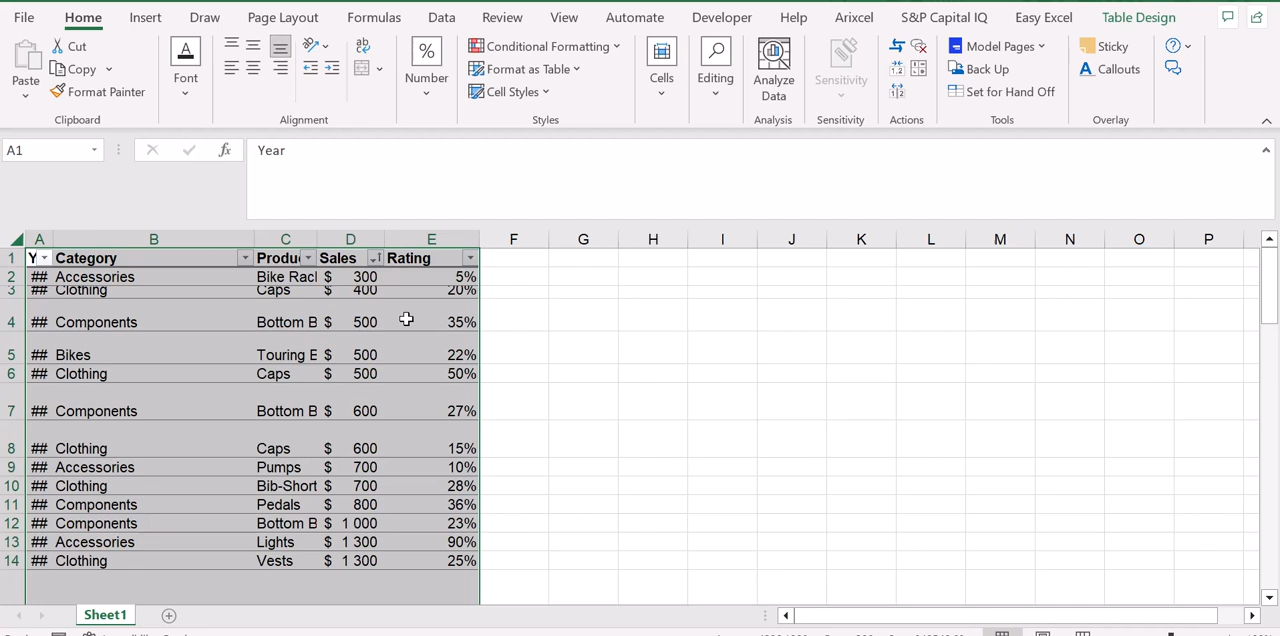 File Home Insert Draw Page Layout Formulas Data Review View Automate Developer Help Arixcel S&P Capital IQ Easy Excel Table Design
Paste Cut Copy Format Painter
Font
Number %
Conditional Formatting Format as Table Cell Styles
Cells
Editing
Analyze Data
Sensitivity
Model Pages Back Up Set for Hand Off
Sticky Callouts
Clipboard Alignment Styles Analysis Sensitivity Actions Tools Overlay
A1 fx Year
A B C D E F G H I J K L M N O P
1 Y Category Produ Sales Rating
2 ## Accessories Bike Racl $ 300 5%
3 ## Clothing Caps $ 400 20%
4 ## Components Bottom B $ 500 35%
5 ## Bikes Touring E $ 500 22%
6 ## Clothing Caps $ 500 50%
7 ## Components Bottom B $ 600 27%
8 ## Clothing Caps $ 600 15%
9 ## Accessories Pumps $ 700 10%
10 ## Clothing Bib-Short $ 700 28%
11 ## Components Pedals $ 800 36%
12 ## Components Bottom B $ 1 000 23%
13 ## Accessories Lights $ 1 300 90%
14 ## Clothing Vests $ 1 300 25%
Sheet1